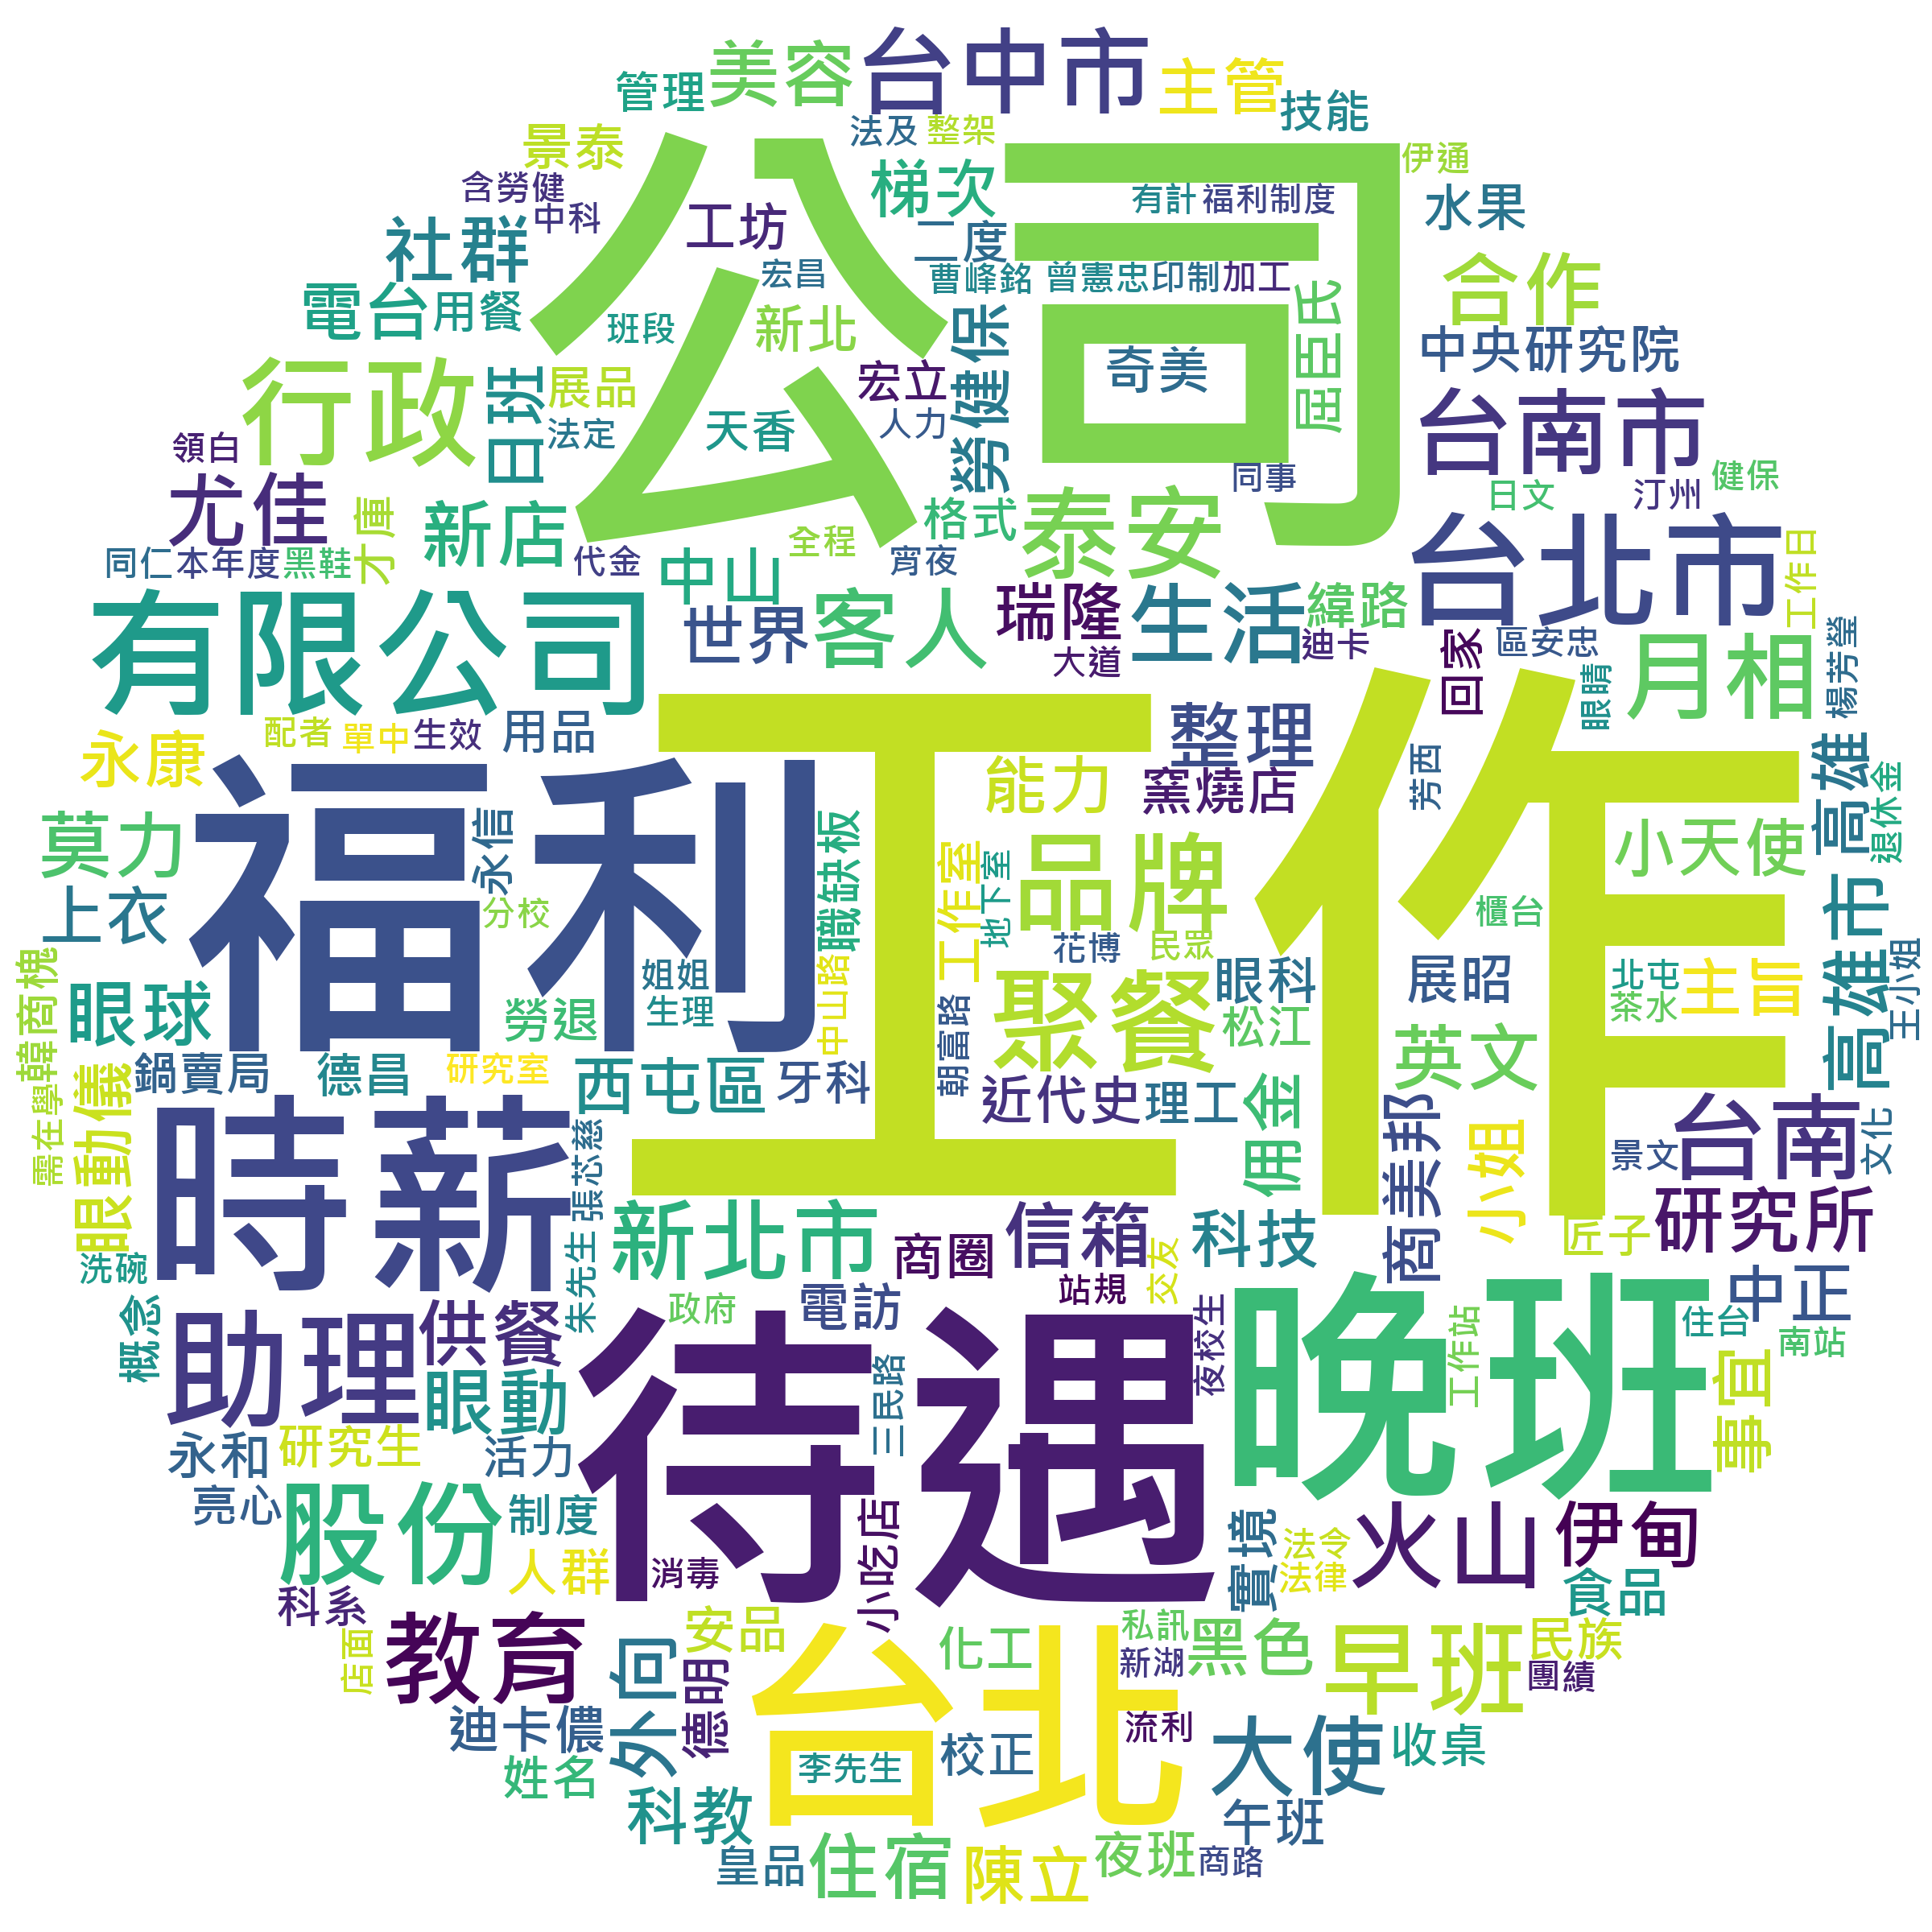 美容
台中市
主管
管理
技能
景泰
法及
整架
伊通
含勞健
中科
工坊
梯次
有計
福利制度
水果
社群
二度
公司
宏昌
曹峰銘
曾憲忠印制
加工
屈臣氏
合作
電台
用餐
班段
新北
勞健保
奇美
中央研究院
行政
日班
展品
宏立
法定
天香
人力
台南市
領白
尤佳
才庫
新店
同事
日文
汀州
健保
格式
泰安
台北市
工作日
同仁
本年度
黑鞋
代金
中山
全程
宵夜
有限公司
世界
客人
瑞隆
生活
緯路
大道
迪卡
回家
區安忠
月相
眼睛
楊芳瑩
配者
單中
生效
用品
永康
整理
工作
福利
能力
窯燒店
芳西
高雄
退休金
莫力
永信
職缺板
工作室
地下室
品牌
小天使
上衣
分校
櫃台
高雄市
花博
民眾
韓商槐
眼球
姐姐
生理
勞退
中山路
朝富路
聚餐
眼科
展昭
北屯
主旨
茶水
王小姐
松江
鍋賣局
德昌
研究室
西屯區
牙科
近代史
理工
佣金
英文
需在學
眼動儀
時薪
張芯慈
商美邦
小姐
景文
台南
文化
研究所
洗碗
朱先生
新北市
商圈
信箱
科技
匠子
概念
助理
供餐
政府
電訪
站規
交友
夜校生
晚班
工作站
中正
住台
南站
眼動
待遇
三民路
事宜
永和
研究生
活力
亮心
股份
制度
小吃店
實境
法令
法律
火山
伊甸
人群
消毒
食品
科系
教育
店面
外向
安品
德明
台北
化工
私訊
新湖
黑色
早班
民族
團績
迪卡儂
姓名
李先生
校正
流利
大使
收桌
科教
午班
皇品
住宿
陳立
夜班
商路